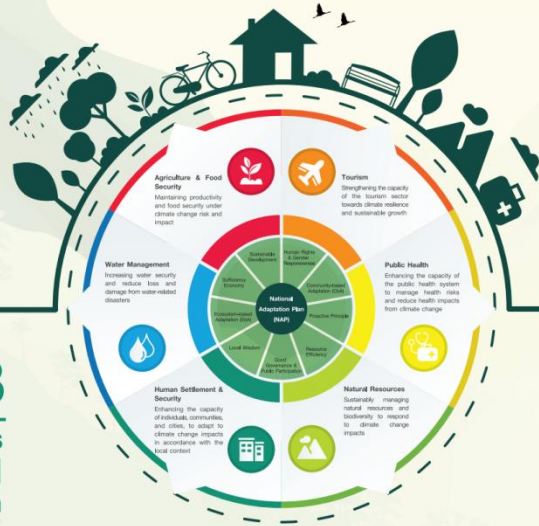 Agriculture & Food
Security
Maintaining productivity
and food security under
climate change risk and
impact
Tourism
Strengthening the capacity
of the tourism sector
towards climate resilience
and sustainable growth
Water Management
Increasing water security
and reduce loss and
damage from water-related
disasters
Public Health
Enhancing the capacity of
the public health system
to manage health risks
and reduce health impacts
from climate change
Human Settlement &
Security
Enhancing the capacity
of individuals, communities,
and cities, to adapt to
climate change impacts
in accordance with the
local context
Natural Resources
Sustainably managing
natural resources and
biodiversity to respond
to climate change
impacts
Sustainable
Development
Human Rights
& Gender
Responsiveness
Sufficiency
Economy
Community-based
Adaptation (CbA)
National
Adaptation Plan
(NAP)
Ecosystem-based
Adaptation (EbA)
Proactive Principle
Local Wisdom
Resource
Efficiency
Good
Governance &
Public Participation